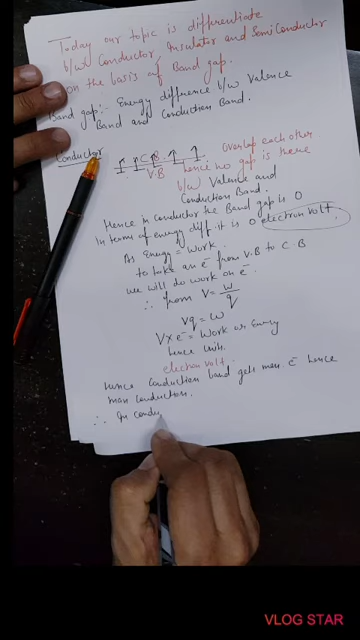 Today our topic is differentiate
b/w Conductor Insulator and SemiConductor
on the basis of Band gap.
Band gap:- Energy difference b/w Valence
Band and Conduction Band.
Conductor
C.B.
V.B
Overlap each other
hence no gap is there
b/w Valence and
Conduction Band.
Hence in conductor the Band gap is 0
In terms of energy diff. it is 0 electron volt.
As Energy = Work.
to take an e⁻ from V.B to C.B
we will do work on e⁻.
∴ from V = W/q
Vq = W
V x e⁻ = Work or Energy
hence units.
electron volt.
Hence Conduction band gets max e⁻ hence
max Conduction.
∴ In condu
VLOG STAR